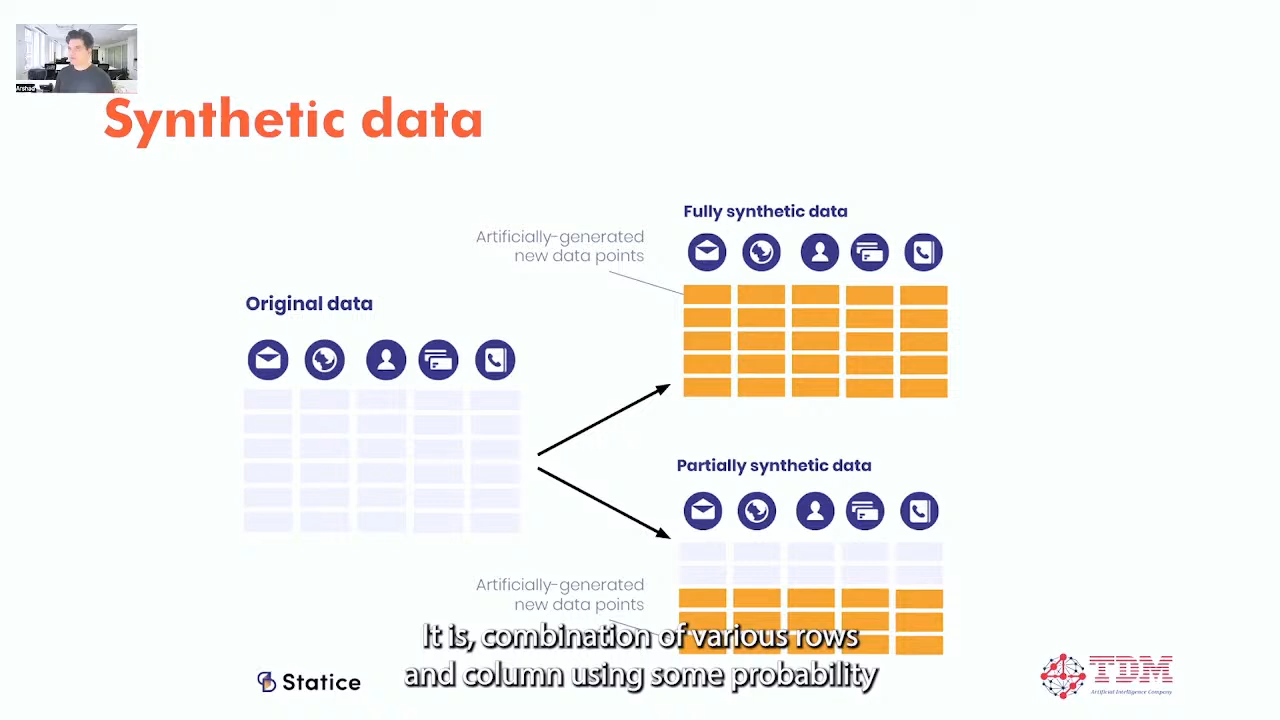 Arshad
Synthetic data
Fully synthetic data
Artificially-generated
new data points
Original data
Partially synthetic data
Artificially-generated
new data points
It is, combination of various rows
and column using some probability
Statice
TDM
Artificial Intelligence Company